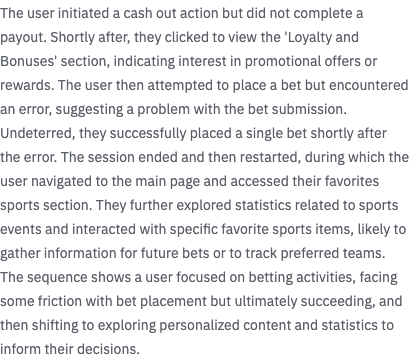 The user initiated a cash out action but did not complete a
payout. Shortly after, they clicked to view the 'Loyalty and
Bonuses' section, indicating interest in promotional offers or
rewards. The user then attempted to place a bet but encountered
an error, suggesting a problem with the bet submission.
Undeterred, they successfully placed a single bet shortly after
the error. The session ended and then restarted, during which the
user navigated to the main page and accessed their favorites
sports section. They further explored statistics related to sports
events and interacted with specific favorite sports items, likely to
gather information for future bets or to track preferred teams.
The sequence shows a user focused on betting activities, facing
some friction with bet placement but ultimately succeeding, and
then shifting to exploring personalized content and statistics to
inform their decisions.